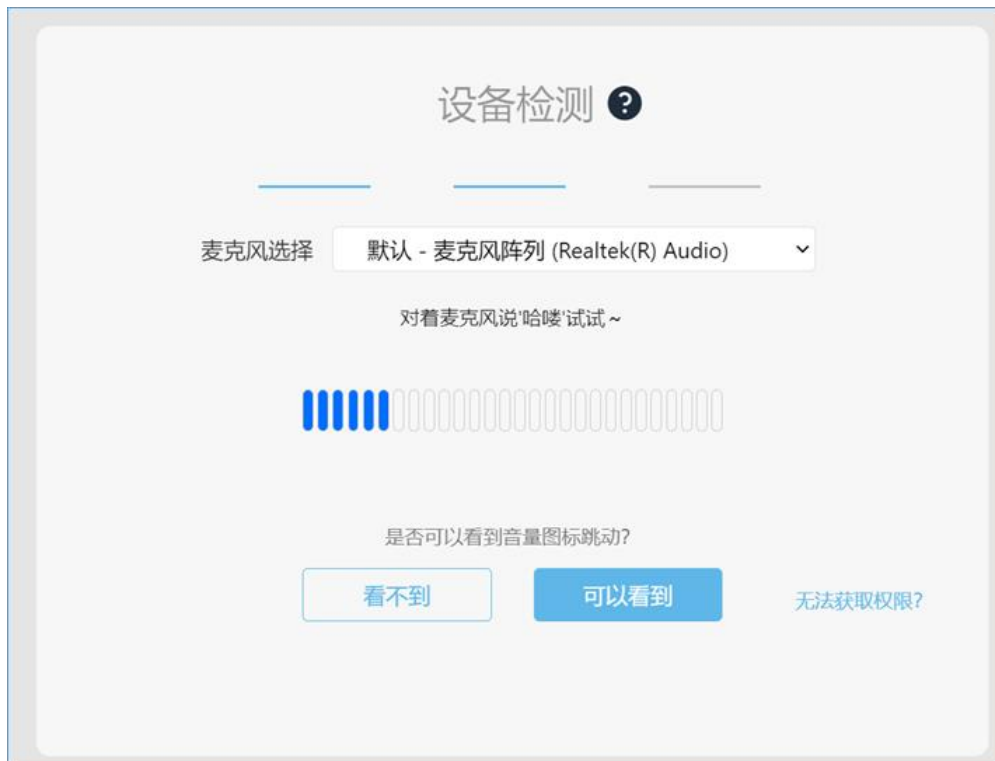 设备检测 ?
麦克风选择 默认 - 麦克风阵列 (Realtek(R) Audio)
对着麦克风说'哈喽'试试~
是否可以看到音量图标跳动?
看不到 可以看到 无法获取权限?